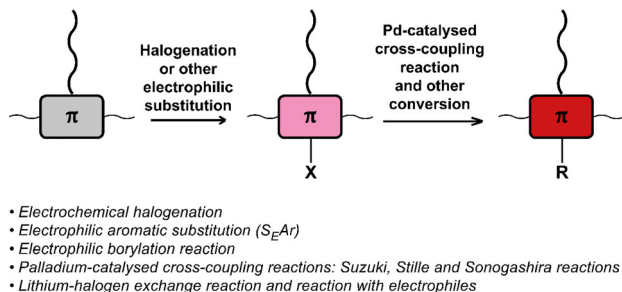 Halogenation
or other
electrophilic
substitution
Pd-catalysed
cross-coupling
reaction
and other
conversion
π
π
π
X
R
• Electrochemical halogenation
• Electrophilic aromatic substitution (SEAr)
• Electrophilic borylation reaction
• Palladium-catalysed cross-coupling reactions: Suzuki, Stille and Sonogashira reactions
• Lithium-halogen exchange reaction and reaction with electrophiles